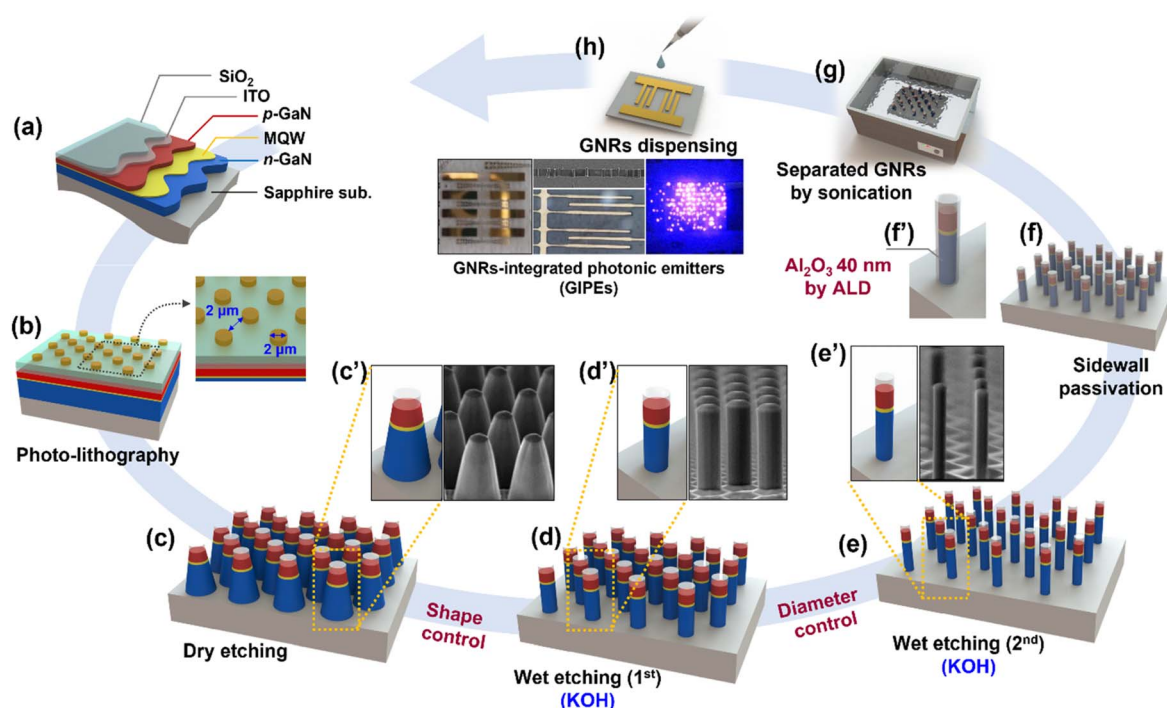 (a)
SiO₂
ITO
p-GaN
MQW
n-GaN
Sapphire sub.
(b)
2 μm
2 μm
Photo-lithography
(c)
(c')
Dry etching
Shape
control
(d)
(d')
Wet etching (1st)
(KOH)
Diameter
control
(e)
(e')
Wet etching (2nd)
(KOH)
(f)
(f')
Al₂O₃ 40 nm
by ALD
Sidewall
passivation
(g)
Separated GNRs
by sonication
(h)
GNRs dispensing
GNRs-integrated photonic emitters
(GIPEs)